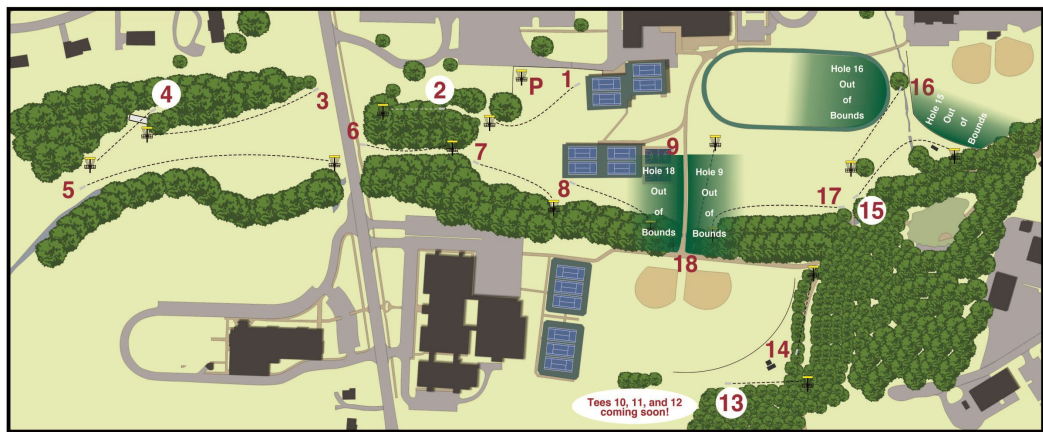 1
2
P
3
4
5
6
7
8
9
Hole 16
Out
of
Bounds
16
Hole 15
Out
of
Bounds
Hole 18
Out
of
Bounds
Hole 9
Out
of
Bounds
17
15
18
14
13
Tees 10, 11, and 12
coming soon!